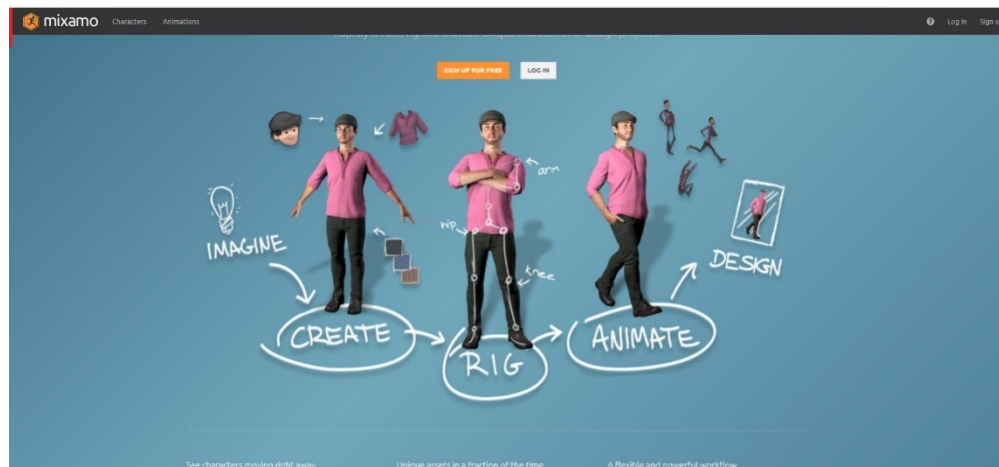 mixamo Characters Animations Log in Sign u
SIGN UP FOR FREE LOG IN
arm
hip
knee
IMAGINE
DESIGN
CREATE
RIG
ANIMATE
See characters moving right away. Unique assets in a fraction of the time. A flexible and powerful workflow.